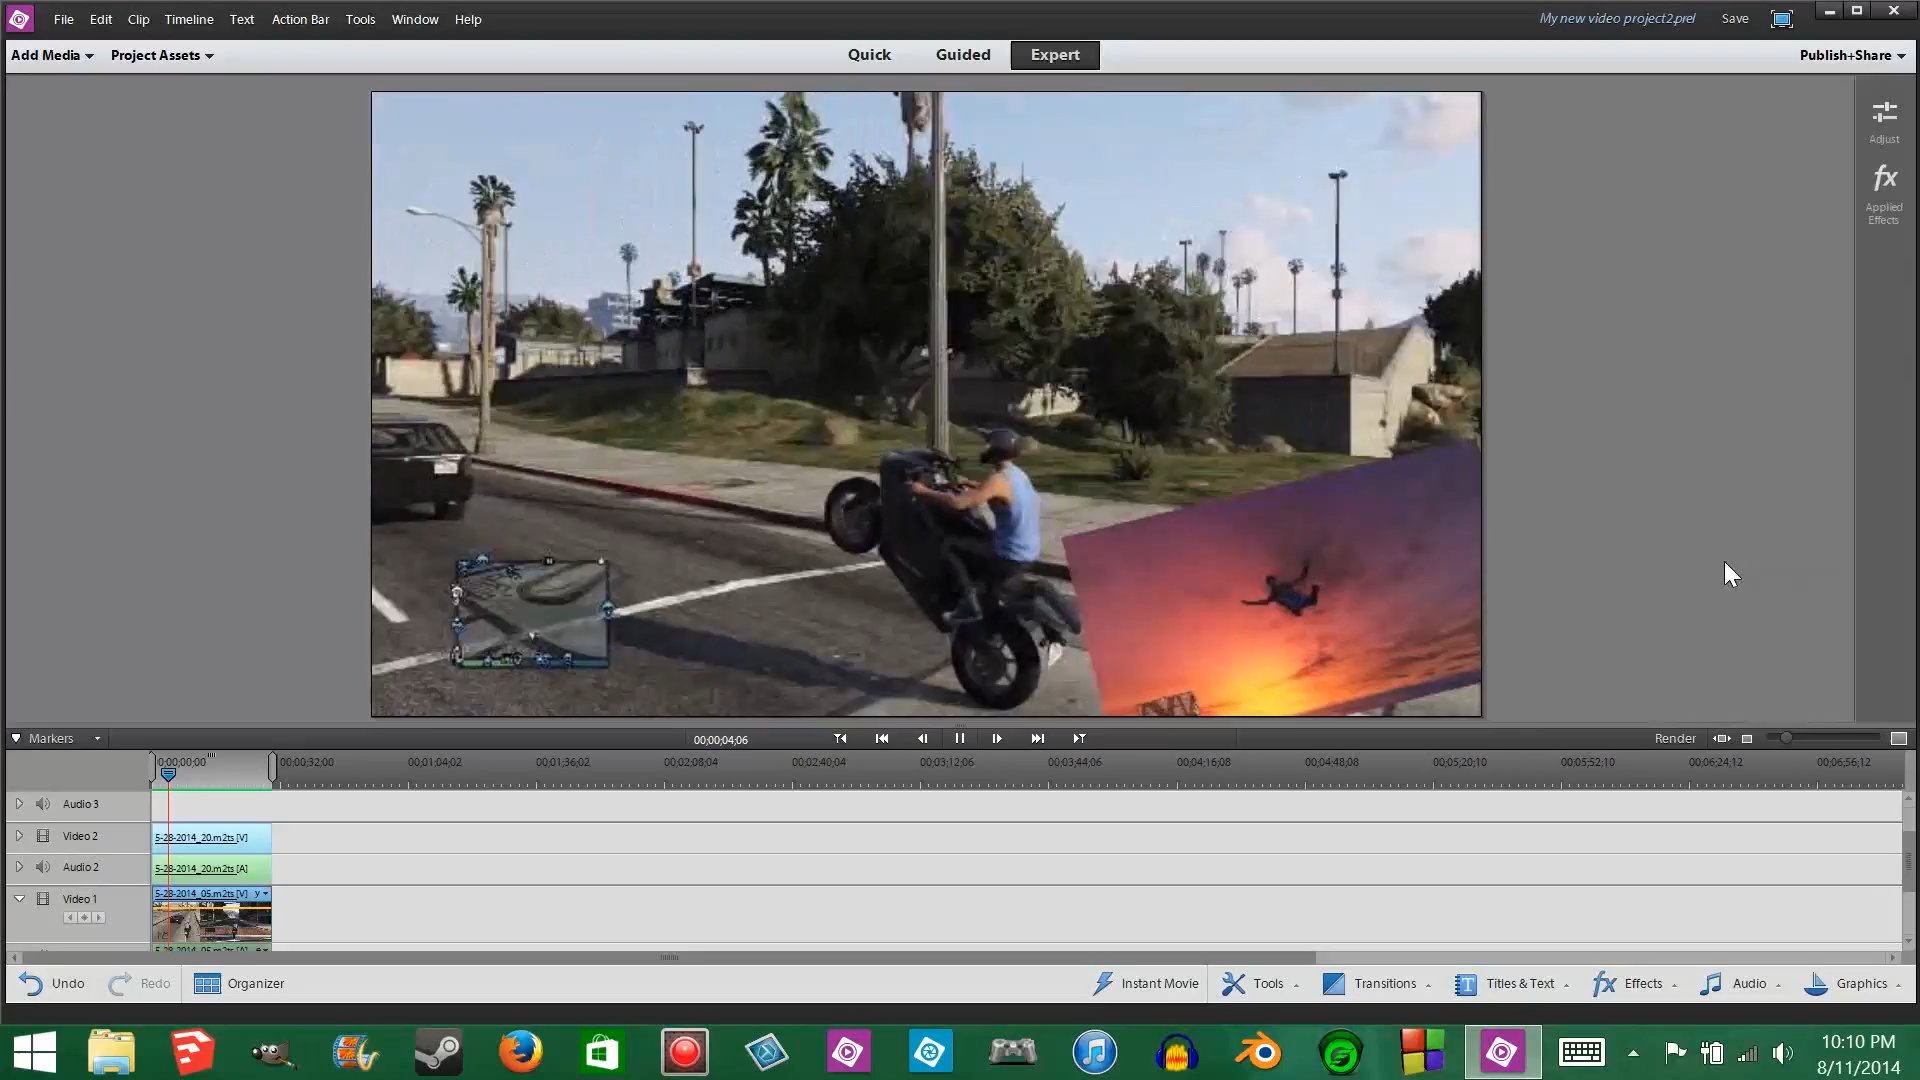 File Edit Clip Timeline Text Action Bar Tools Window Help
My new video project2.prel Save
Add Media Project Assets
Quick Guided Expert
Publish+Share
Adjust
fx
Applied
Effects
Markers
00;00;04;06
Render
0;00;00;00 00;00;32;00 00;01;04;02 00;01;36;02 00;02;08;04 00;02;40;04 00;03;12;06 00;03;44;06 00;04;16;08 00;04;48;08 00;05;20;10 00;05;52;10 00;06;24;12 00;06;56;12
Audio 3
Video 2 5-28-2014_20.m2ts [V]
Audio 2 5-28-2014_20.m2ts [A]
Video 1 5-28-2014_05.m2ts [V]
5-28-2014_05.m2ts [A]
Undo Redo Organizer
Instant Movie Tools Transitions Titles & Text Effects Audio Graphics
10:10 PM
8/11/2014